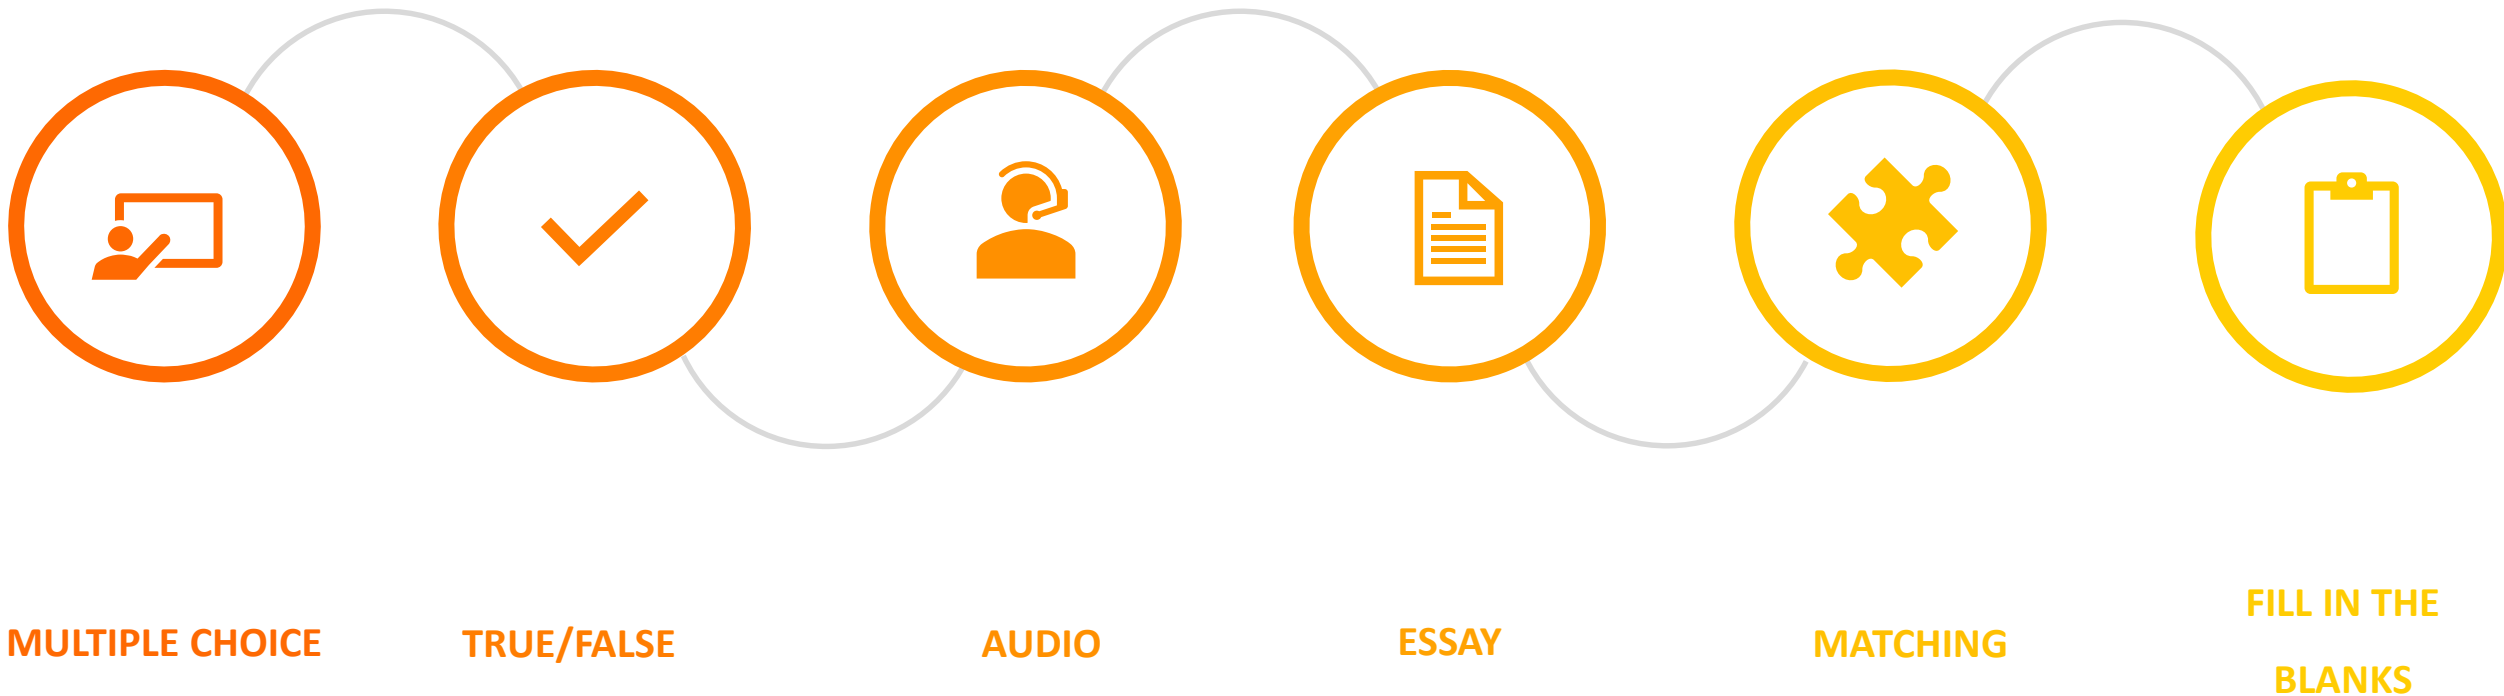 MULTIPLE CHOICE
TRUE/FALSE
AUDIO
ESSAY
MATCHING
FILL IN THE
BLANKS